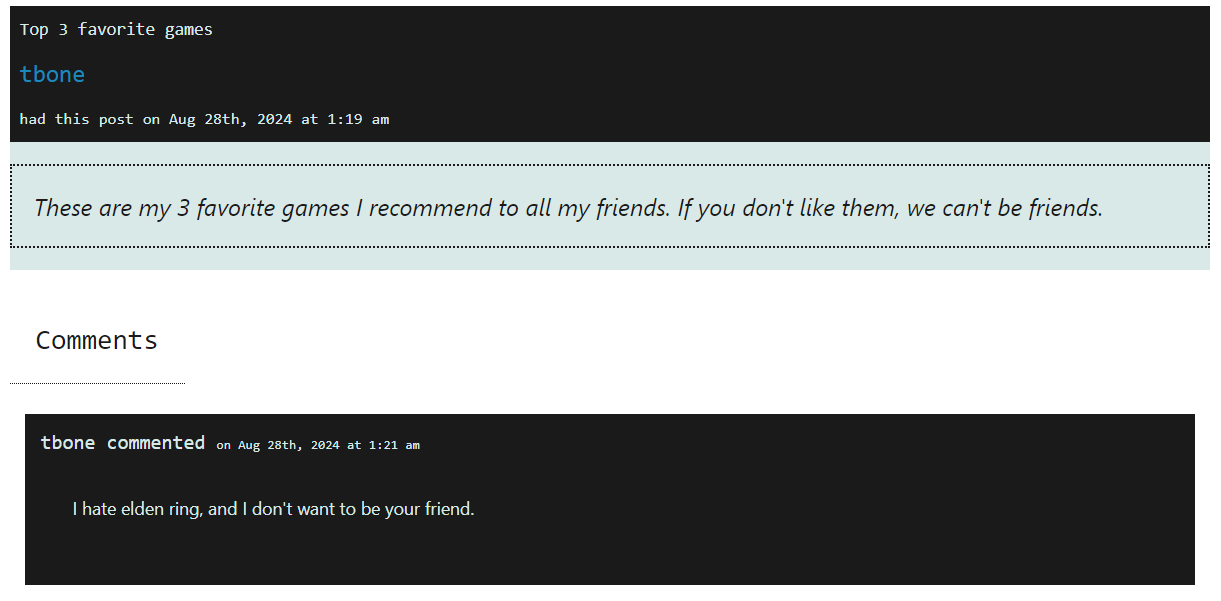 Top 3 favorite games
tbone
had this post on Aug 28th, 2024 at 1:19 am
These are my 3 favorite games I recommend to all my friends. If you don't like them, we can't be friends.
Comments
tbone commented on Aug 28th, 2024 at 1:21 am
I hate elden ring, and I don't want to be your friend.